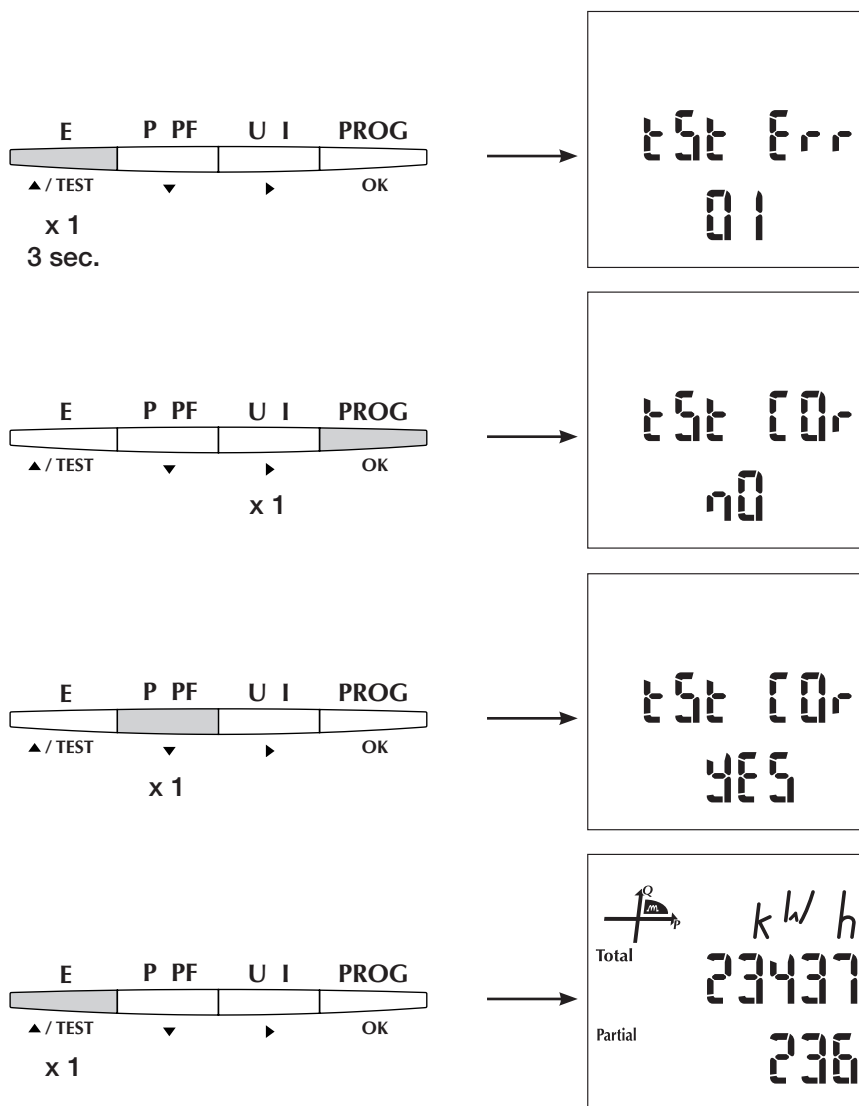 E P PF U I PROG
▲ / TEST ▼ ▶ OK
x 1
3 sec.
tSt Err
01
E P PF U I PROG
▲ / TEST ▼ ▶ OK
x 1
tSt COr
nO
E P PF U I PROG
▲ / TEST ▼ ▶ OK
x 1
tSt COr
YES
E P PF U I PROG
▲ / TEST ▼ ▶ OK
x 1
Q
m
P
kWh
Total
23437
Partial
236